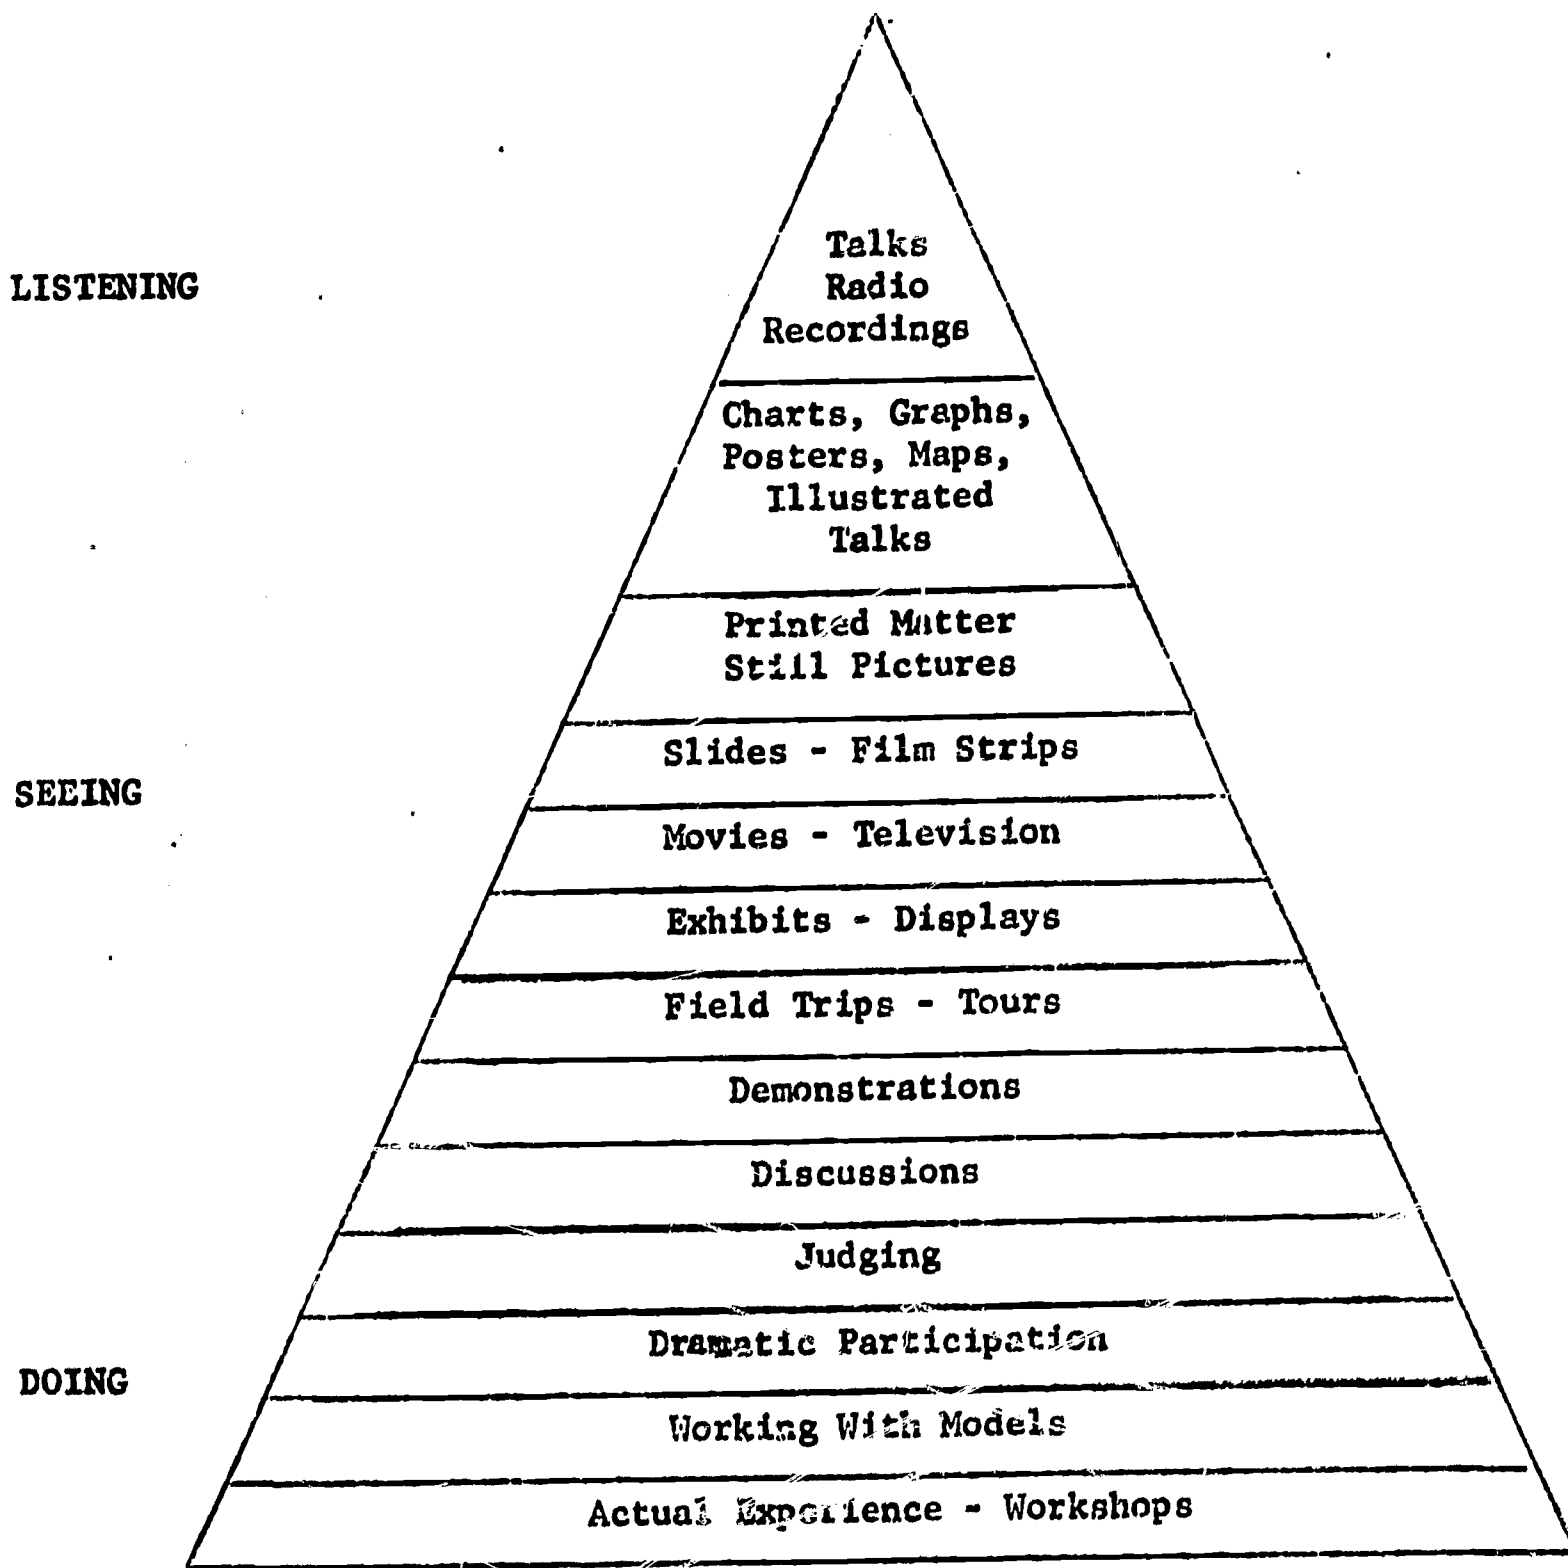 Talks
LISTENING Radio
Recordings
Charts, Graphs,
Posters, Maps,
Illustrated
Talks
Printed Matter
Still Pictures
Slides - Film Strips
SEEING
Movies - Television
Exhibits - Displays
Field Trips - Tours
Demonstrations
Discussions
Judging
Dramatic Participation
DOING
Working With Models
Actual Experience - Workshops